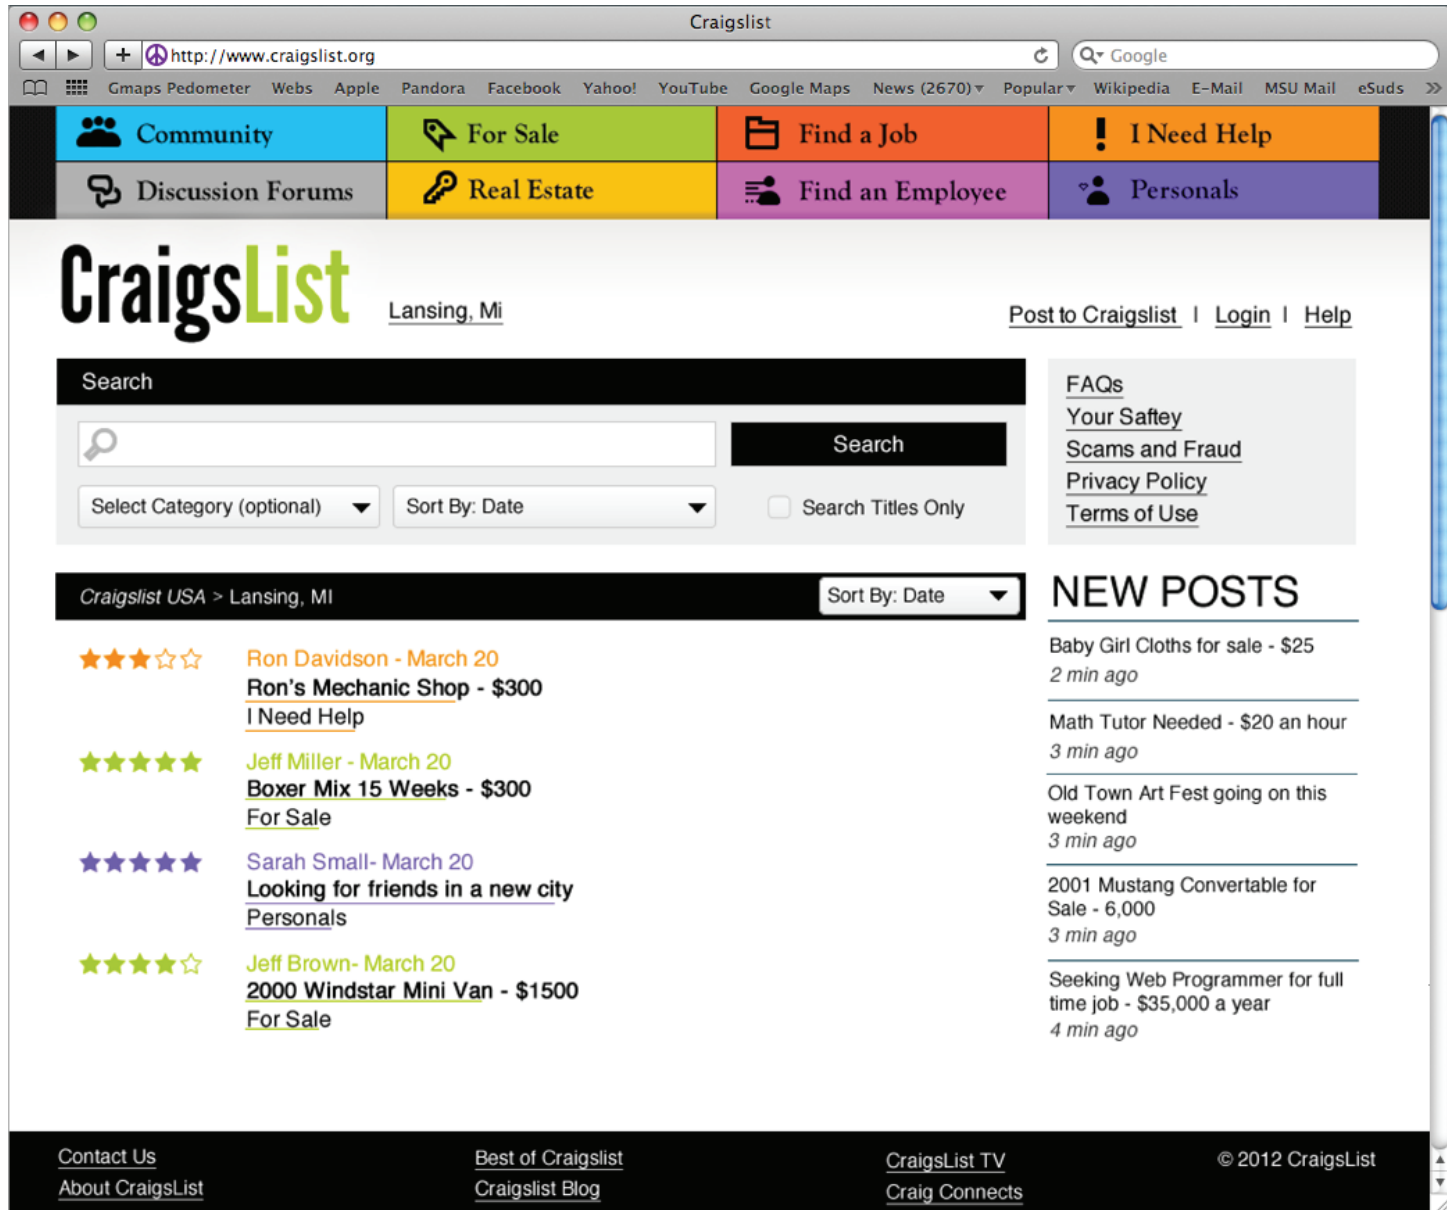 Craigslist
http://www.craigslist.org
Google
Gmaps Pedometer Webs Apple Pandora Facebook Yahoo! YouTube Google Maps News (2670) Popular Wikipedia E-Mail MSU Mail eSuds
Community For Sale Find a Job I Need Help
Discussion Forums Real Estate Find an Employee Personals
CraigsList
Lansing, Mi
Post to Craigslist | Login | Help
Search
Search
Select Category (optional) Sort By: Date Search Titles Only
FAQs
Your Saftey
Scams and Fraud
Privacy Policy
Terms of Use
Craigslist USA > Lansing, MI
Sort By: Date
Ron Davidson - March 20
Ron's Mechanic Shop - $300
I Need Help
Jeff Miller - March 20
Boxer Mix 15 Weeks - $300
For Sale
Sarah Small- March 20
Looking for friends in a new city
Personals
Jeff Brown- March 20
2000 Windstar Mini Van - $1500
For Sale
NEW POSTS
Baby Girl Cloths for sale - $25
2 min ago
Math Tutor Needed - $20 an hour
3 min ago
Old Town Art Fest going on this
weekend
3 min ago
2001 Mustang Convertable for
Sale - 6,000
3 min ago
Seeking Web Programmer for full
time job - $35,000 a year
4 min ago
Contact Us
About CraigsList
Best of Craigslist
Craigslist Blog
CraigsList TV
Craig Connects
© 2012 CraigsList